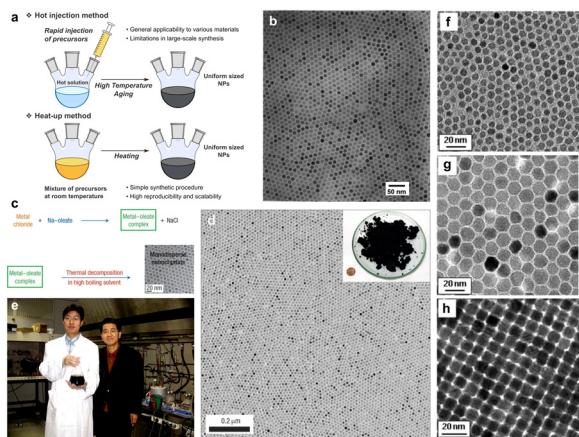 a
❖ Hot injection method
Rapid injection
of precursors
• General applicability to various materials
• Limitations in large-scale synthesis
Hot solution
High Temperature
Aging
Uniform sized
NPs
❖ Heat-up method
Heating
Uniform sized
NPs
Mixture of precursors
at room temperature
• Simple synthetic procedure
• High reproducibility and scalability
b
50 nm
c
Metal
chloride
+ Na–oleate
Metal–oleate
complex
+ NaCl
Metal–oleate
complex
Thermal decomposition
in high boiling solvent
Monodisperse
nanocrystals
20 nm
d
0.2 μm
e
f
20 nm
g
20 nm
h
20 nm